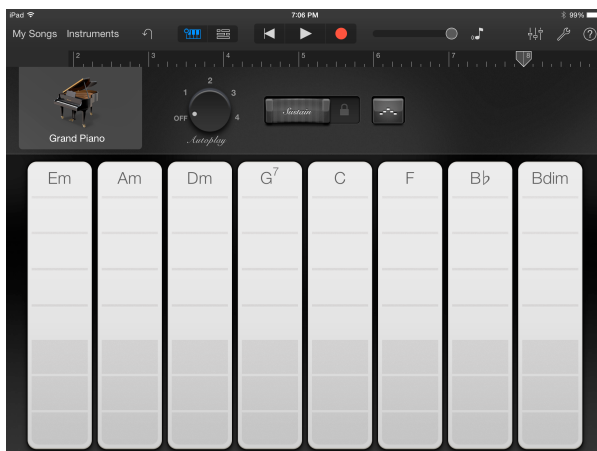 iPad 7:06 PM 99%
My Songs Instruments ?
2 3 4 5 6 7 8
Grand Piano
OFF 1 2 3 4
Autoplay
Sustain
Em Am Dm G7 C F B♭ Bdim